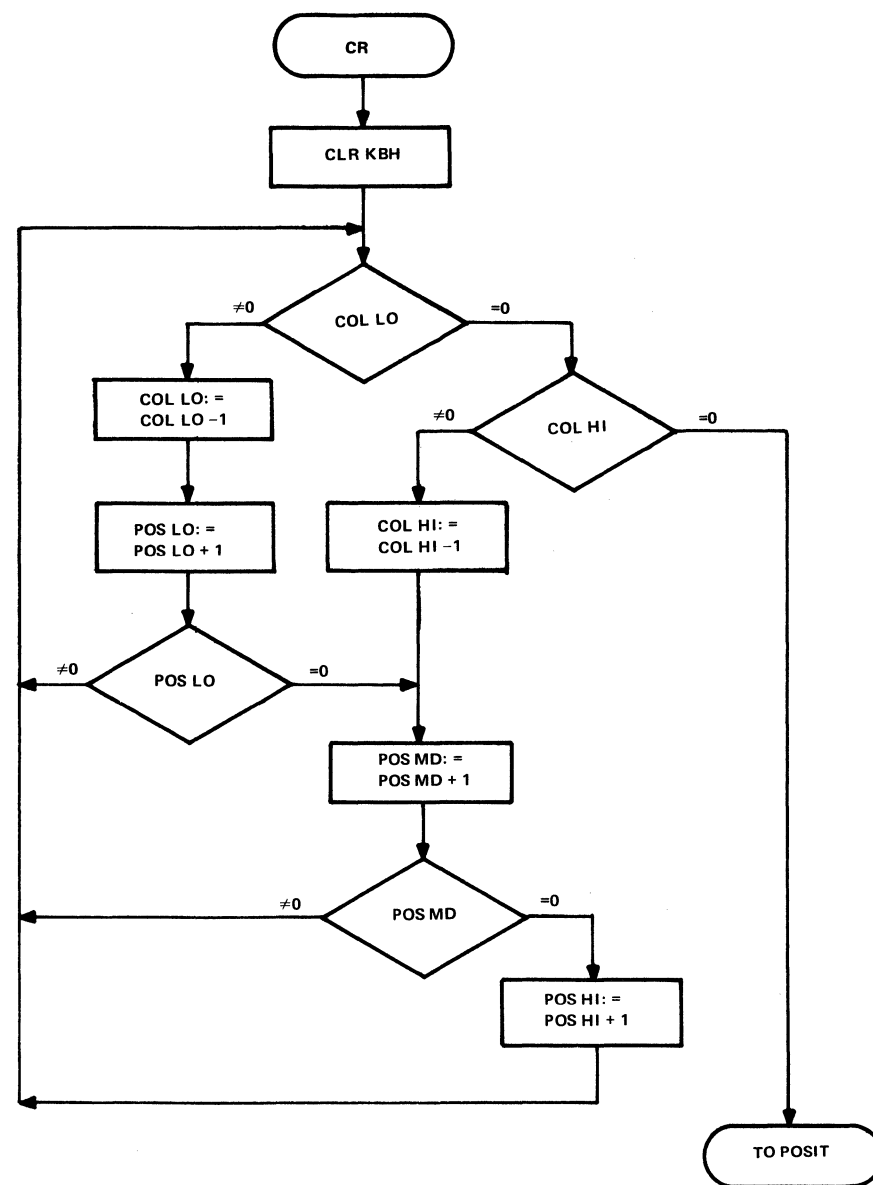 CR
CLR KBH
≠0
COL LO
=0
COL LO: =
COL LO –1
≠0
COL HI
=0
POS LO: =
POS LO + 1
COL HI: =
COL HI –1
≠0
POS LO
=0
POS MD: =
POS MD + 1
≠0
POS MD
=0
POS HI: =
POS HI + 1
TO POSIT